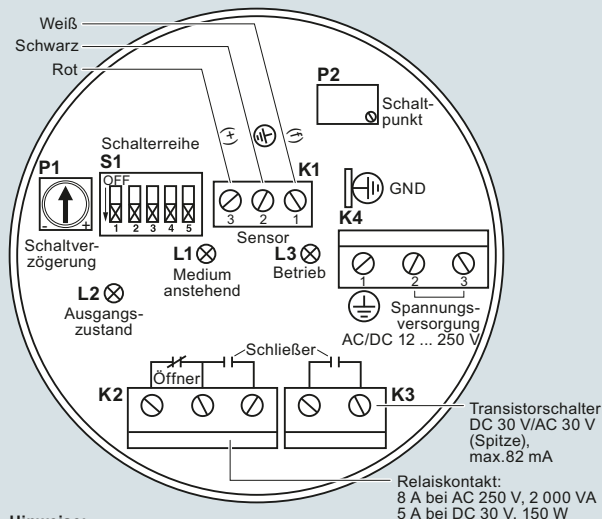 Weiß
Schwarz
Rot
(+)
(f)
P2
Schalt-
punkt
Schalterreihe
S1
OFF
1 2 3 4 5
P1
- +
Schaltver-
zögerung
K1
3 2 1
Sensor
GND
K4
1 2 3
Spannungs-
versorgung
AC/DC 12 ... 250 V
L1
Medium
anstehend
L3
Betrieb
L2
Ausgangs-
zustand
Schließer
Öffner
K2
K3
Transistorschalter
DC 30 V/AC 30 V
(Spitze),
max.82 mA
Relaiskontakt:
8 A bei AC 250 V, 2 000 VA
5 A bei DC 30 V, 150 W